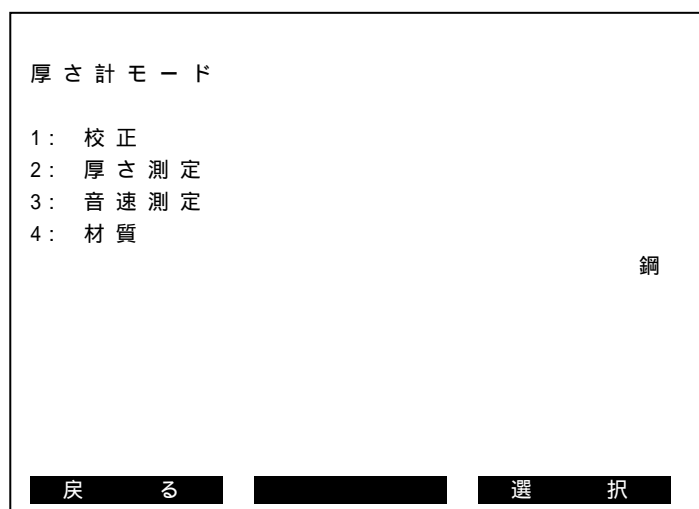 厚さ計モード
1: 校正
2: 厚さ測定
3: 音速測定
4: 材質
鋼
戻る 選択